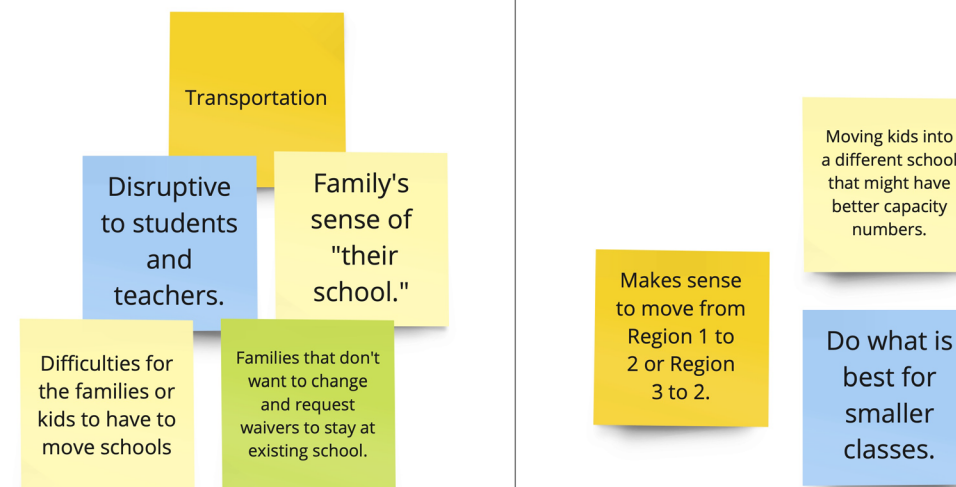 Transportation
Disruptive
to students
and
teachers.
Family's
sense of
"their
school."
Difficulties for
the families or
kids to have to
move schools
Families that don't
want to change
and request
waivers to stay at
existing school.
Makes sense
to move from
Region 1 to
2 or Region
3 to 2.
Moving kids into
a different school
that might have
better capacity
numbers.
Do what is
best for
smaller
classes.